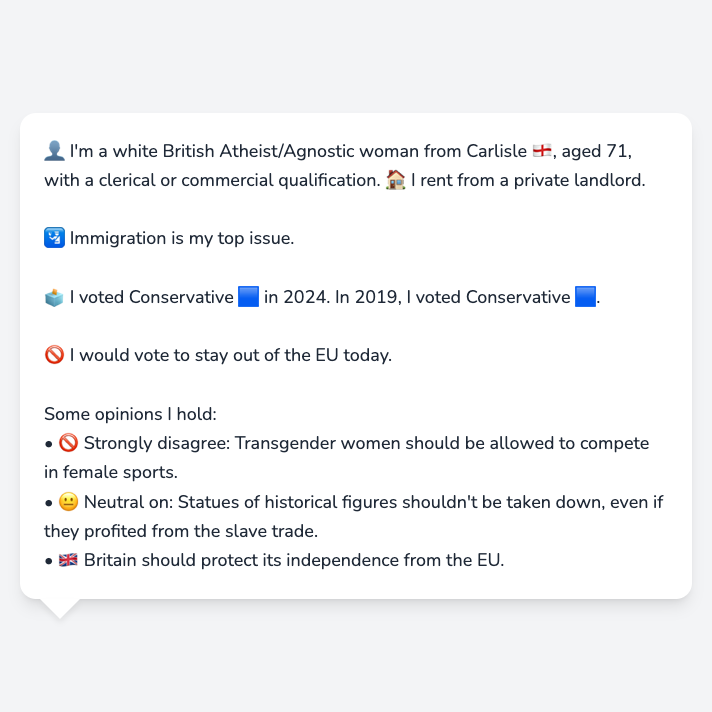 👤 I'm a white British Atheist/Agnostic woman from Carlisle 🏴󠁧󠁢󠁥󠁮󠁧󠁿, aged 71,
with a clerical or commercial qualification. 🏠 I rent from a private landlord.
🛂 Immigration is my top issue.
🗳️ I voted Conservative 🟦 in 2024. In 2019, I voted Conservative 🟦.
🚫 I would vote to stay out of the EU today.
Some opinions I hold:
• 🚫 Strongly disagree: Transgender women should be allowed to compete
in female sports.
• 😐 Neutral on: Statues of historical figures shouldn't be taken down, even if
they profited from the slave trade.
• 🇬🇧 Britain should protect its independence from the EU.